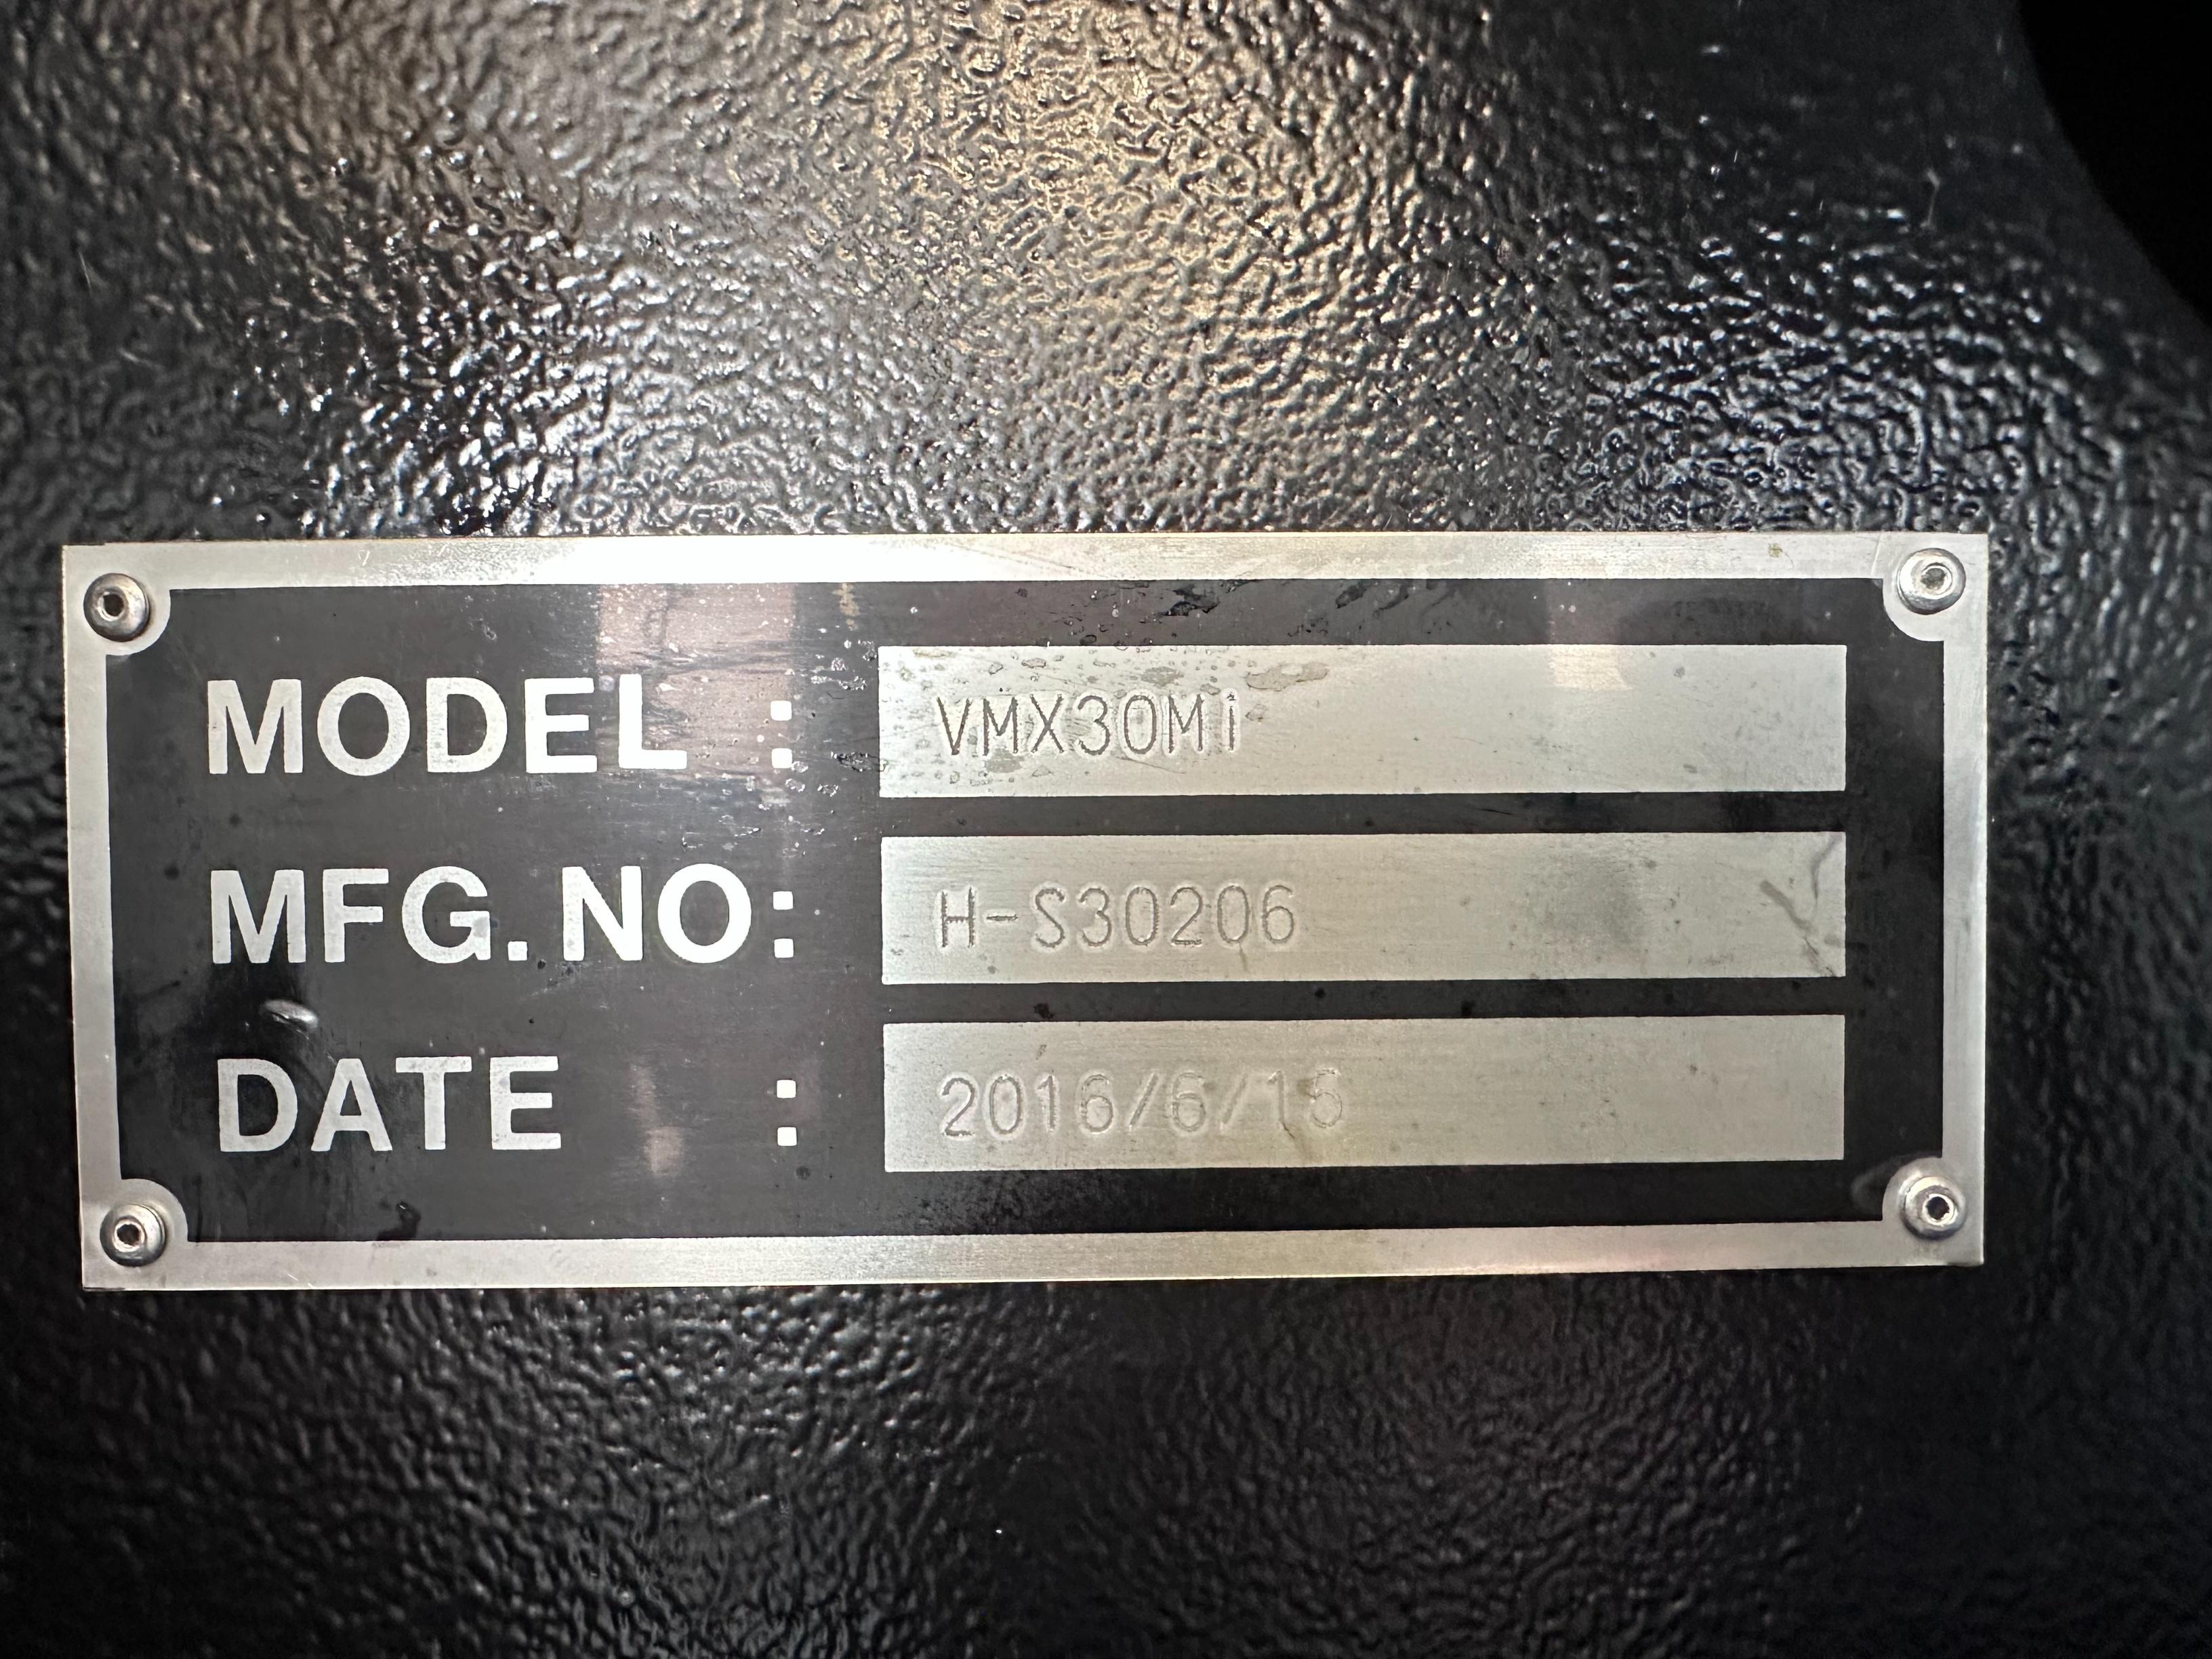 MODEL : VMX30Mi
MFG. NO: H-S30206
DATE : 2016/6/15